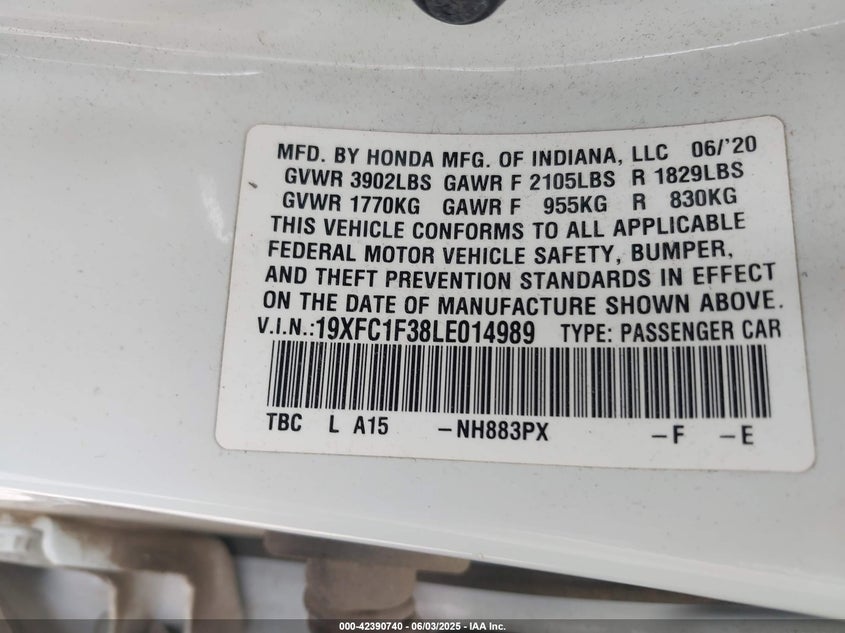 MFD. BY HONDA MFG. OF INDIANA, LLC 06/'20
GVWR 3902LBS GAWR F 2105LBS R 1829LBS
GVWR 1770KG GAWR F 955KG R 830KG
THIS VEHICLE CONFORMS TO ALL APPLICABLE
FEDERAL MOTOR VEHICLE SAFETY, BUMPER,
AND THEFT PREVENTION STANDARDS IN EFFECT
ON THE DATE OF MANUFACTURE SHOWN ABOVE.
V.I.N.:19XFC1F38LE014989 TYPE: PASSENGER CAR
TBC L A15 -NH883PX -F -E
000-42390740 - 06/03/2025 - IAA Inc.